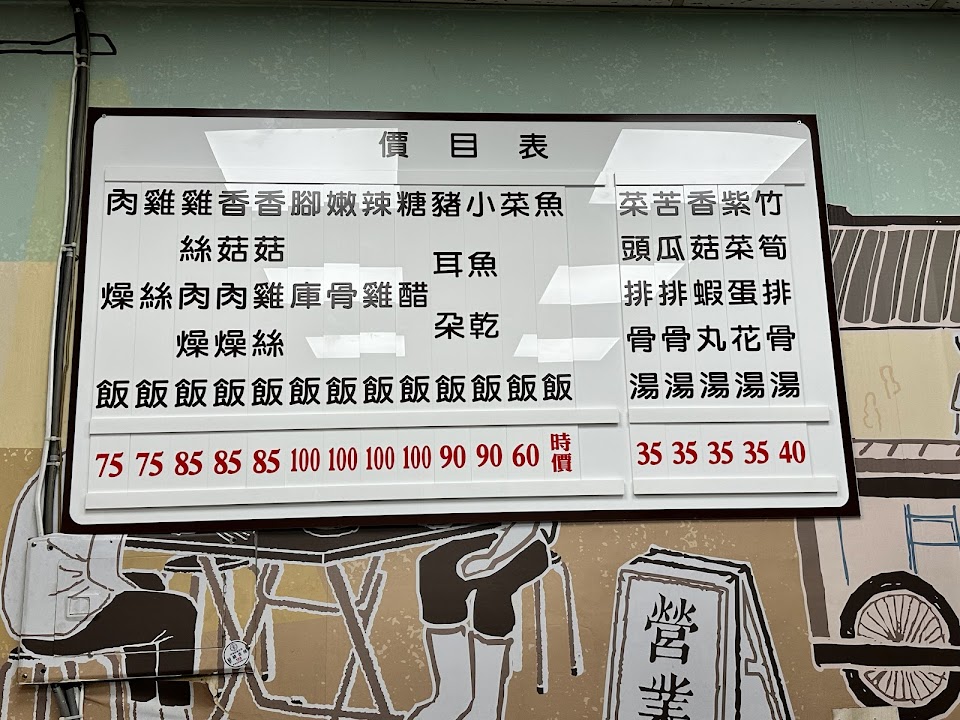 價目表
肉燥飯 75
雞絲飯 75
雞絲肉燥飯 85
香菇肉燥飯 85
香菇雞絲飯 85
腳庫飯 100
嫩骨飯 100
辣雞飯 100
糖醋飯 100
豬耳朵飯 90
小魚乾飯 90
菜飯 60
魚飯 時價
菜頭排骨湯 35
苦瓜排骨湯 35
香菇蝦丸湯 35
紫菜蛋花湯 35
竹筍排骨湯 40
營業